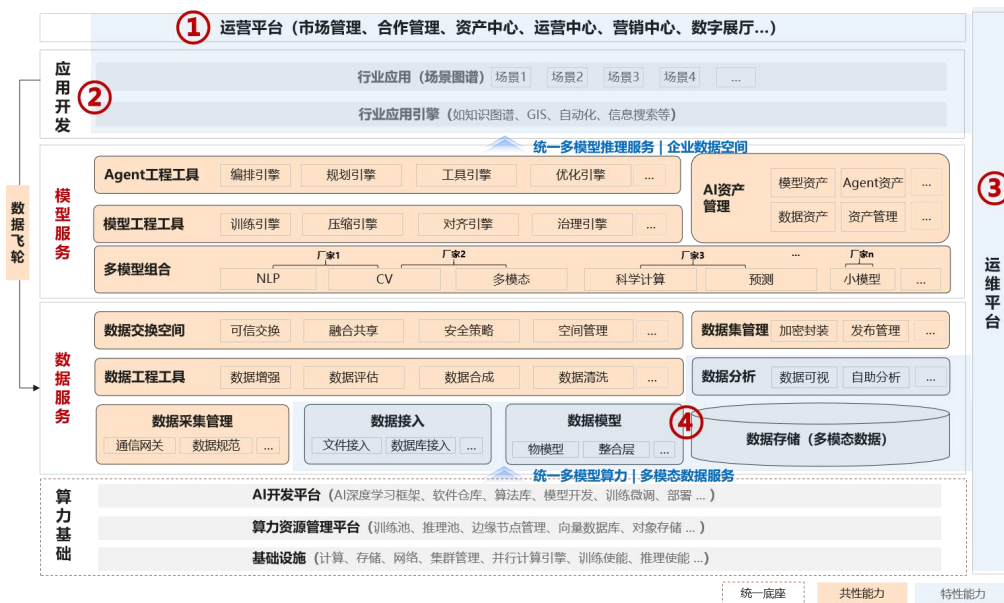 ① 运营平台（市场管理、合作管理、资产中心、运营中心、营销中心、数字展厅...）
应用开发
②
行业应用（场景图谱） 场景1 场景2 场景3 场景4 ...
行业应用引擎（如知识图谱、GIS、自动化、信息搜索等）
统一多模型推理服务 | 企业数据空间
数据飞轮
模型服务
Agent工程工具 编排引擎 规划引擎 工具引擎 优化引擎 ...
模型工程工具 训练引擎 压缩引擎 对齐引擎 治理引擎 ...
AI资产管理 模型资产 Agent资产 ...
数据资产 资产管理 ...
厂家1 厂家2 厂家3 ... 厂家n
多模型组合 NLP CV 多模态 科学计算 预测 小模型 ...
③
运维平台
数据服务
数据交换空间 可信交换 融合共享 安全策略 空间管理 ...
数据集管理 加密封装 发布管理 ...
数据工程工具 数据增强 数据评估 数据合成 数据清洗 ...
数据分析 数据可视 自助分析 ...
数据采集管理
通信网关 数据规范 ...
数据接入
文件接入 数据库接入 ...
数据模型 ④
物模型 整合层 ...
数据存储（多模态数据）
统一多模型算力 | 多模态数据服务
算力基础
AI开发平台（AI深度学习框架、软件仓库、算法库、模型开发、训练微调、部署 ...）
算力资源管理平台（训练池、推理池、边缘节点管理、向量数据库、对象存储 ...）
基础设施（计算、存储、网络、集群管理、并行计算引擎、训练使能、推理使能 ...）
统一底座 共性能力 特性能力